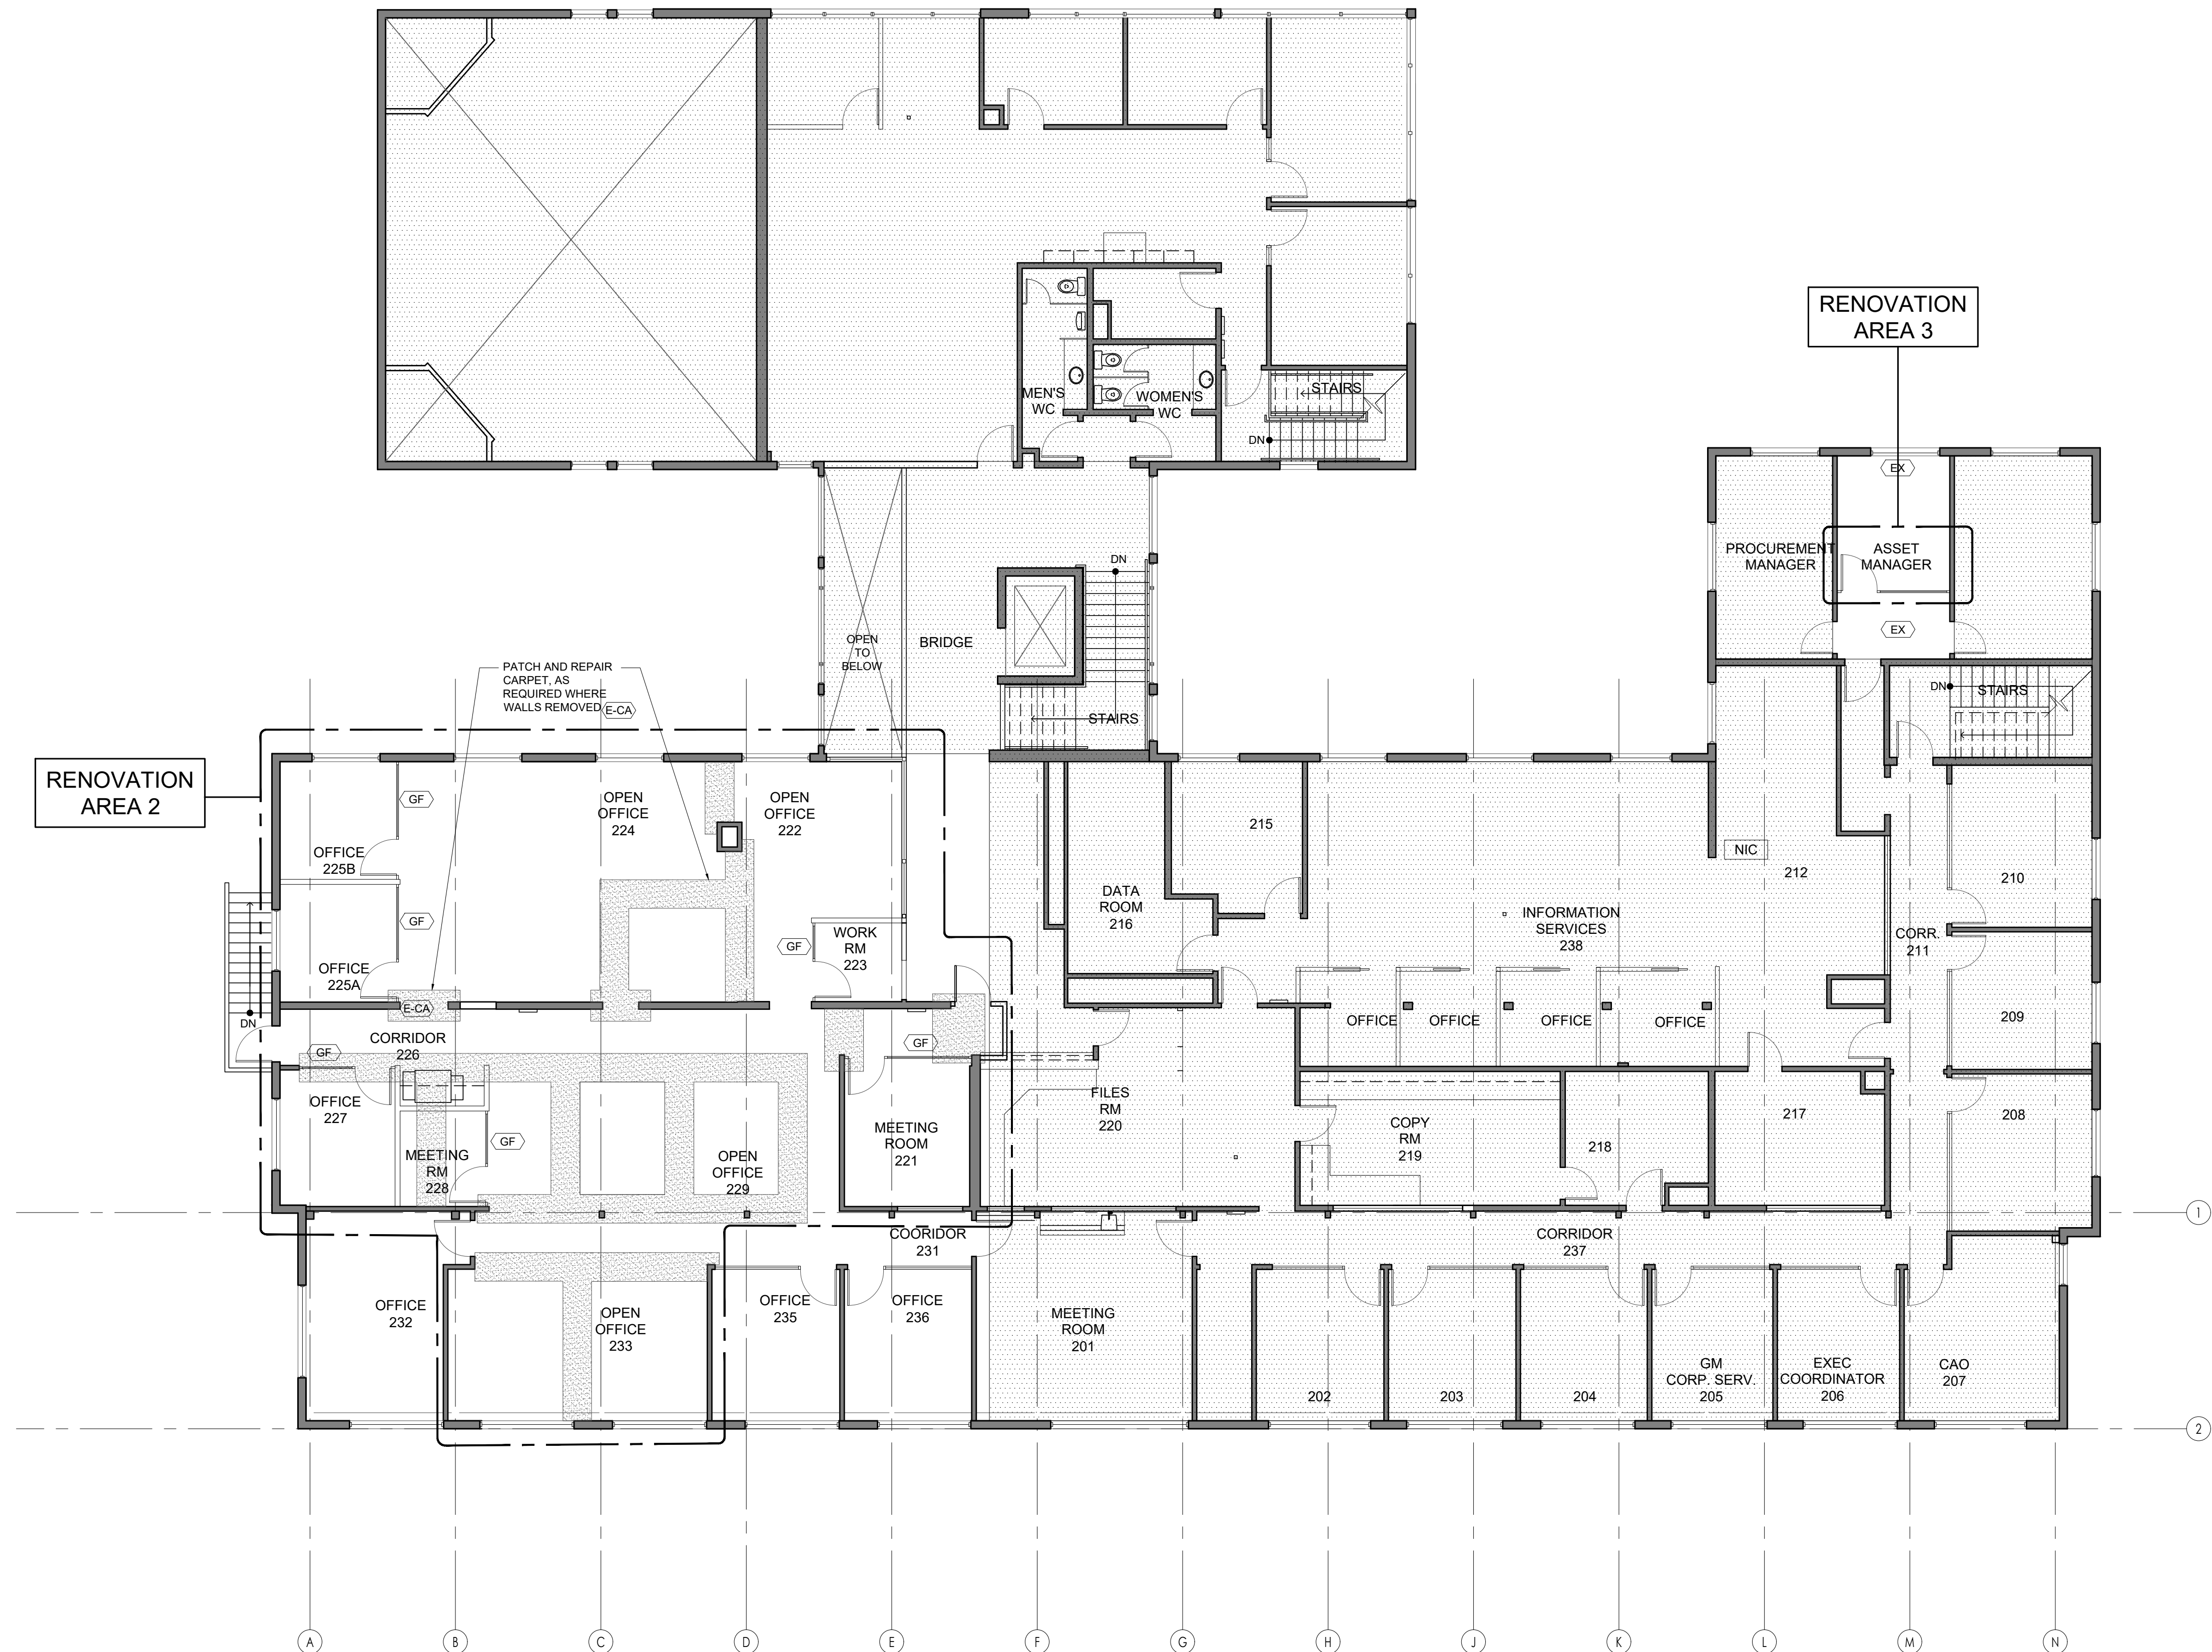 RENOVATION
AREA 3
MEN'S
WC
WOMEN'S
WC
STAIRS
DN
EX
PROCUREMENT
MANAGER
ASSET
MANAGER
EX
DN
OPEN
TO
BELOW
BRIDGE
STAIRS
DN
STAIRS
PATCH AND REPAIR
CARPET, AS
REQUIRED WHERE
WALLS REMOVED
E-CA
RENOVATION
AREA 2
GF
OPEN
OFFICE
224
OPEN
OFFICE
222
OFFICE
225B
GF
OFFICE
225A
E-CA
GF
WORK
RM
223
DN
CORRIDOR
226
GF
GF
OFFICE
227
MEETING
RM
228
GF
OPEN
OFFICE
229
MEETING
ROOM
221
DATA
ROOM
216
215
NIC
212
INFORMATION
SERVICES
238
CORR.
211
210
209
208
OFFICE
OFFICE
OFFICE
OFFICE
FILES
RM
220
COPY
RM
219
218
217
COORIDOR
231
CORRIDOR
237
1
OFFICE
232
OPEN
OFFICE
233
OFFICE
235
OFFICE
236
MEETING
ROOM
201
202
203
204
GM
CORP. SERV.
205
EXEC
COORDINATOR
206
CAO
207
2
A B C D E F G H J K L M N